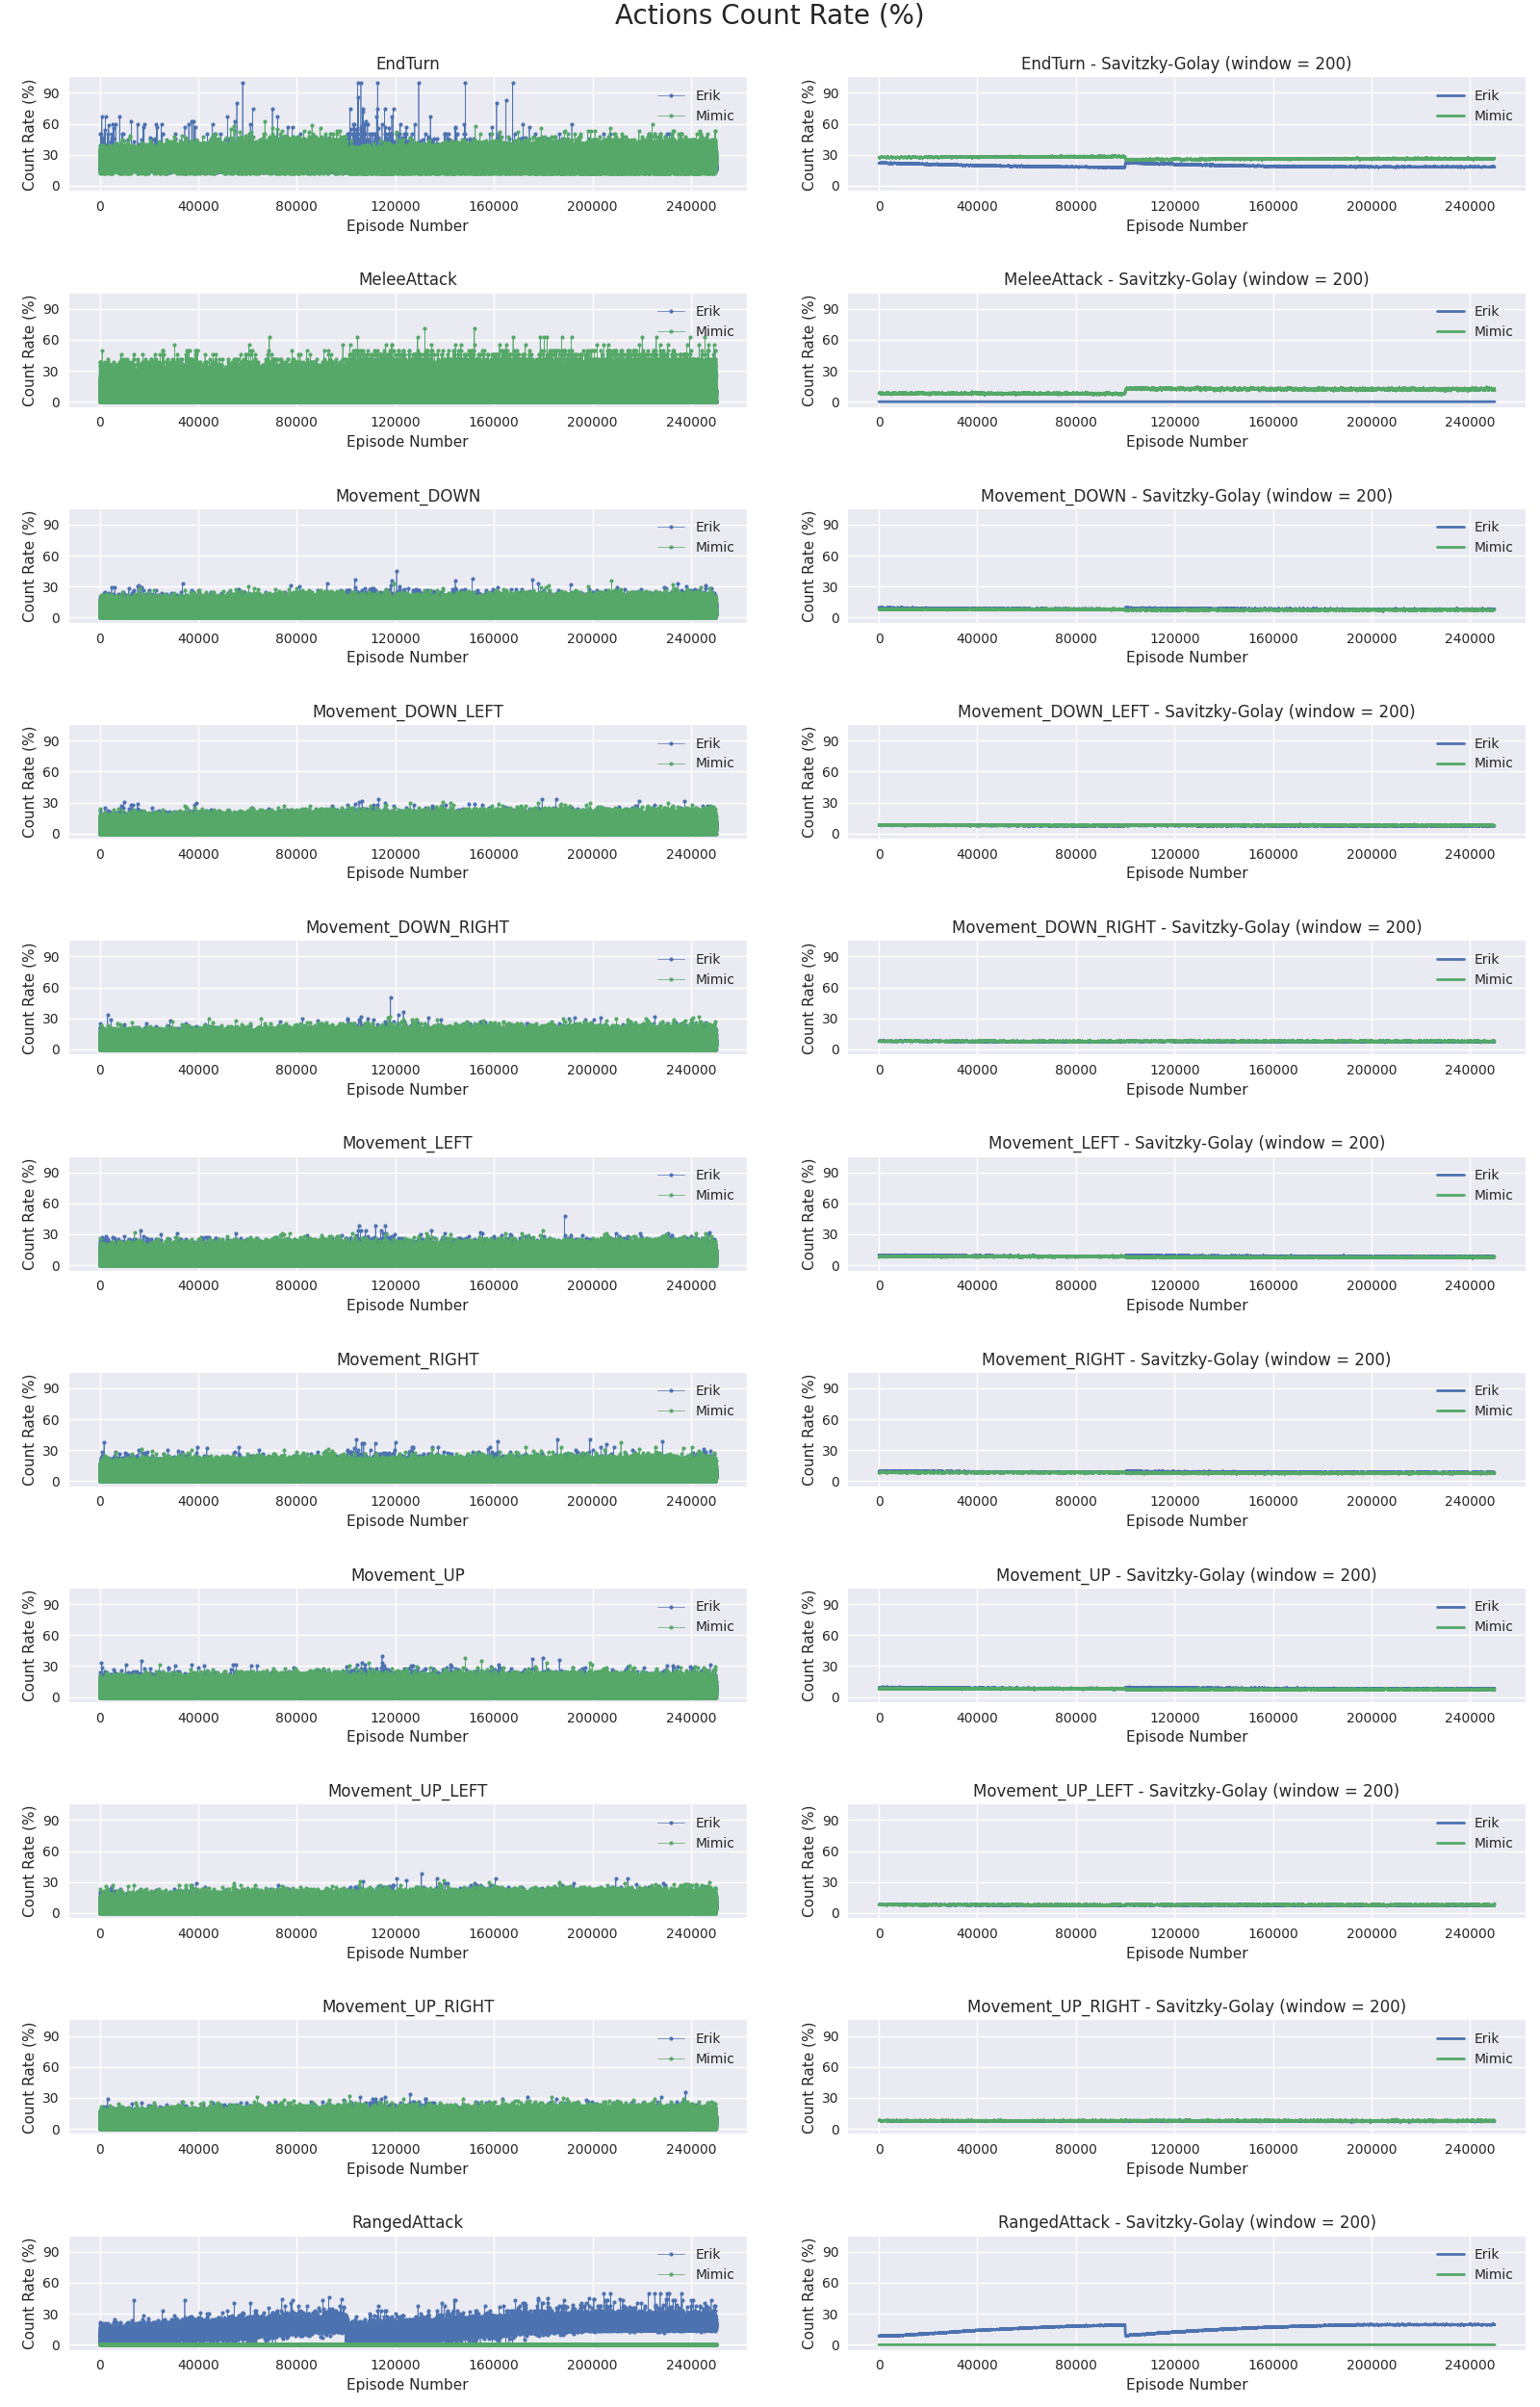 Actions Count Rate (%)
EndTurn
Count Rate (%)
90
60
30
0
Erik
Mimic
0 40000 80000 120000 160000 200000 240000
Episode Number
EndTurn - Savitzky-Golay (window = 200)
Count Rate (%)
90
60
30
0
Erik
Mimic
0 40000 80000 120000 160000 200000 240000
Episode Number
MeleeAttack
Count Rate (%)
90
60
30
0
Erik
Mimic
0 40000 80000 120000 160000 200000 240000
Episode Number
MeleeAttack - Savitzky-Golay (window = 200)
Count Rate (%)
90
60
30
0
Erik
Mimic
0 40000 80000 120000 160000 200000 240000
Episode Number
Movement_DOWN
Count Rate (%)
90
60
30
0
Erik
Mimic
0 40000 80000 120000 160000 200000 240000
Episode Number
Movement_DOWN - Savitzky-Golay (window = 200)
Count Rate (%)
90
60
30
0
Erik
Mimic
0 40000 80000 120000 160000 200000 240000
Episode Number
Movement_DOWN_LEFT
Count Rate (%)
90
60
30
0
Erik
Mimic
0 40000 80000 120000 160000 200000 240000
Episode Number
Movement_DOWN_LEFT - Savitzky-Golay (window = 200)
Count Rate (%)
90
60
30
0
Erik
Mimic
0 40000 80000 120000 160000 200000 240000
Episode Number
Movement_DOWN_RIGHT
Count Rate (%)
90
60
30
0
Erik
Mimic
0 40000 80000 120000 160000 200000 240000
Episode Number
Movement_DOWN_RIGHT - Savitzky-Golay (window = 200)
Count Rate (%)
90
60
30
0
Erik
Mimic
0 40000 80000 120000 160000 200000 240000
Episode Number
Movement_LEFT
Count Rate (%)
90
60
30
0
Erik
Mimic
0 40000 80000 120000 160000 200000 240000
Episode Number
Movement_LEFT - Savitzky-Golay (window = 200)
Count Rate (%)
90
60
30
0
Erik
Mimic
0 40000 80000 120000 160000 200000 240000
Episode Number
Movement_RIGHT
Count Rate (%)
90
60
30
0
Erik
Mimic
0 40000 80000 120000 160000 200000 240000
Episode Number
Movement_RIGHT - Savitzky-Golay (window = 200)
Count Rate (%)
90
60
30
0
Erik
Mimic
0 40000 80000 120000 160000 200000 240000
Episode Number
Movement_UP
Count Rate (%)
90
60
30
0
Erik
Mimic
0 40000 80000 120000 160000 200000 240000
Episode Number
Movement_UP - Savitzky-Golay (window = 200)
Count Rate (%)
90
60
30
0
Erik
Mimic
0 40000 80000 120000 160000 200000 240000
Episode Number
Movement_UP_LEFT
Count Rate (%)
90
60
30
0
Erik
Mimic
0 40000 80000 120000 160000 200000 240000
Episode Number
Movement_UP_LEFT - Savitzky-Golay (window = 200)
Count Rate (%)
90
60
30
0
Erik
Mimic
0 40000 80000 120000 160000 200000 240000
Episode Number
Movement_UP_RIGHT
Count Rate (%)
90
60
30
0
Erik
Mimic
0 40000 80000 120000 160000 200000 240000
Episode Number
Movement_UP_RIGHT - Savitzky-Golay (window = 200)
Count Rate (%)
90
60
30
0
Erik
Mimic
0 40000 80000 120000 160000 200000 240000
Episode Number
RangedAttack
Count Rate (%)
90
60
30
0
Erik
Mimic
0 40000 80000 120000 160000 200000 240000
Episode Number
RangedAttack - Savitzky-Golay (window = 200)
Count Rate (%)
90
60
30
0
Erik
Mimic
0 40000 80000 120000 160000 200000 240000
Episode Number